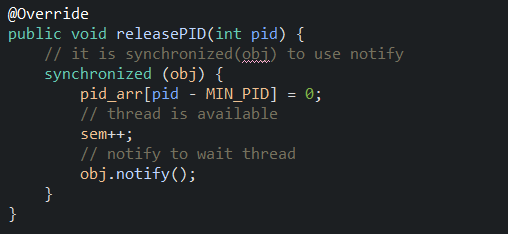 @Override
public void releasePID(int pid) {
    // it is synchronized(obj) to use notify
    synchronized (obj) {
        pid_arr[pid - MIN_PID] = 0;
        // thread is available
        sem++;
        // notify to wait thread
        obj.notify();
    }
}